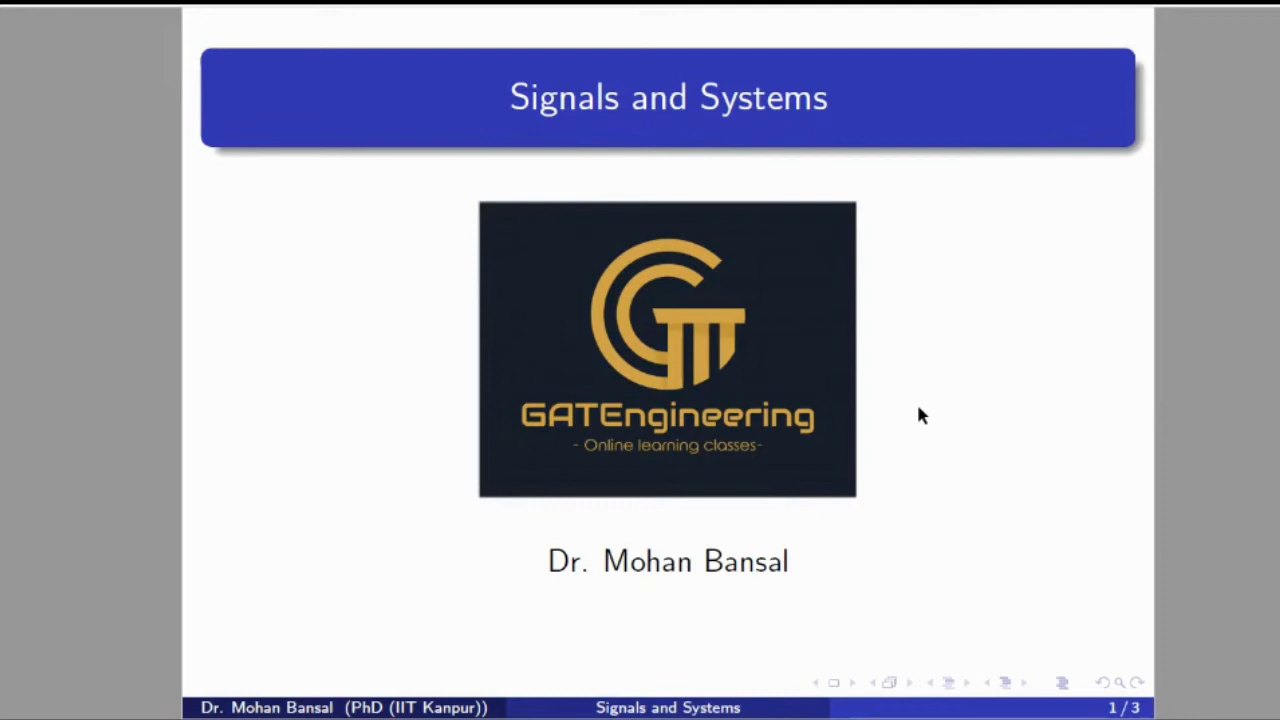 Signals and Systems
GATEngineering
- Online learning classes-
Dr. Mohan Bansal
Dr. Mohan Bansal (PhD (IIT Kanpur))
Signals and Systems
1 / 3